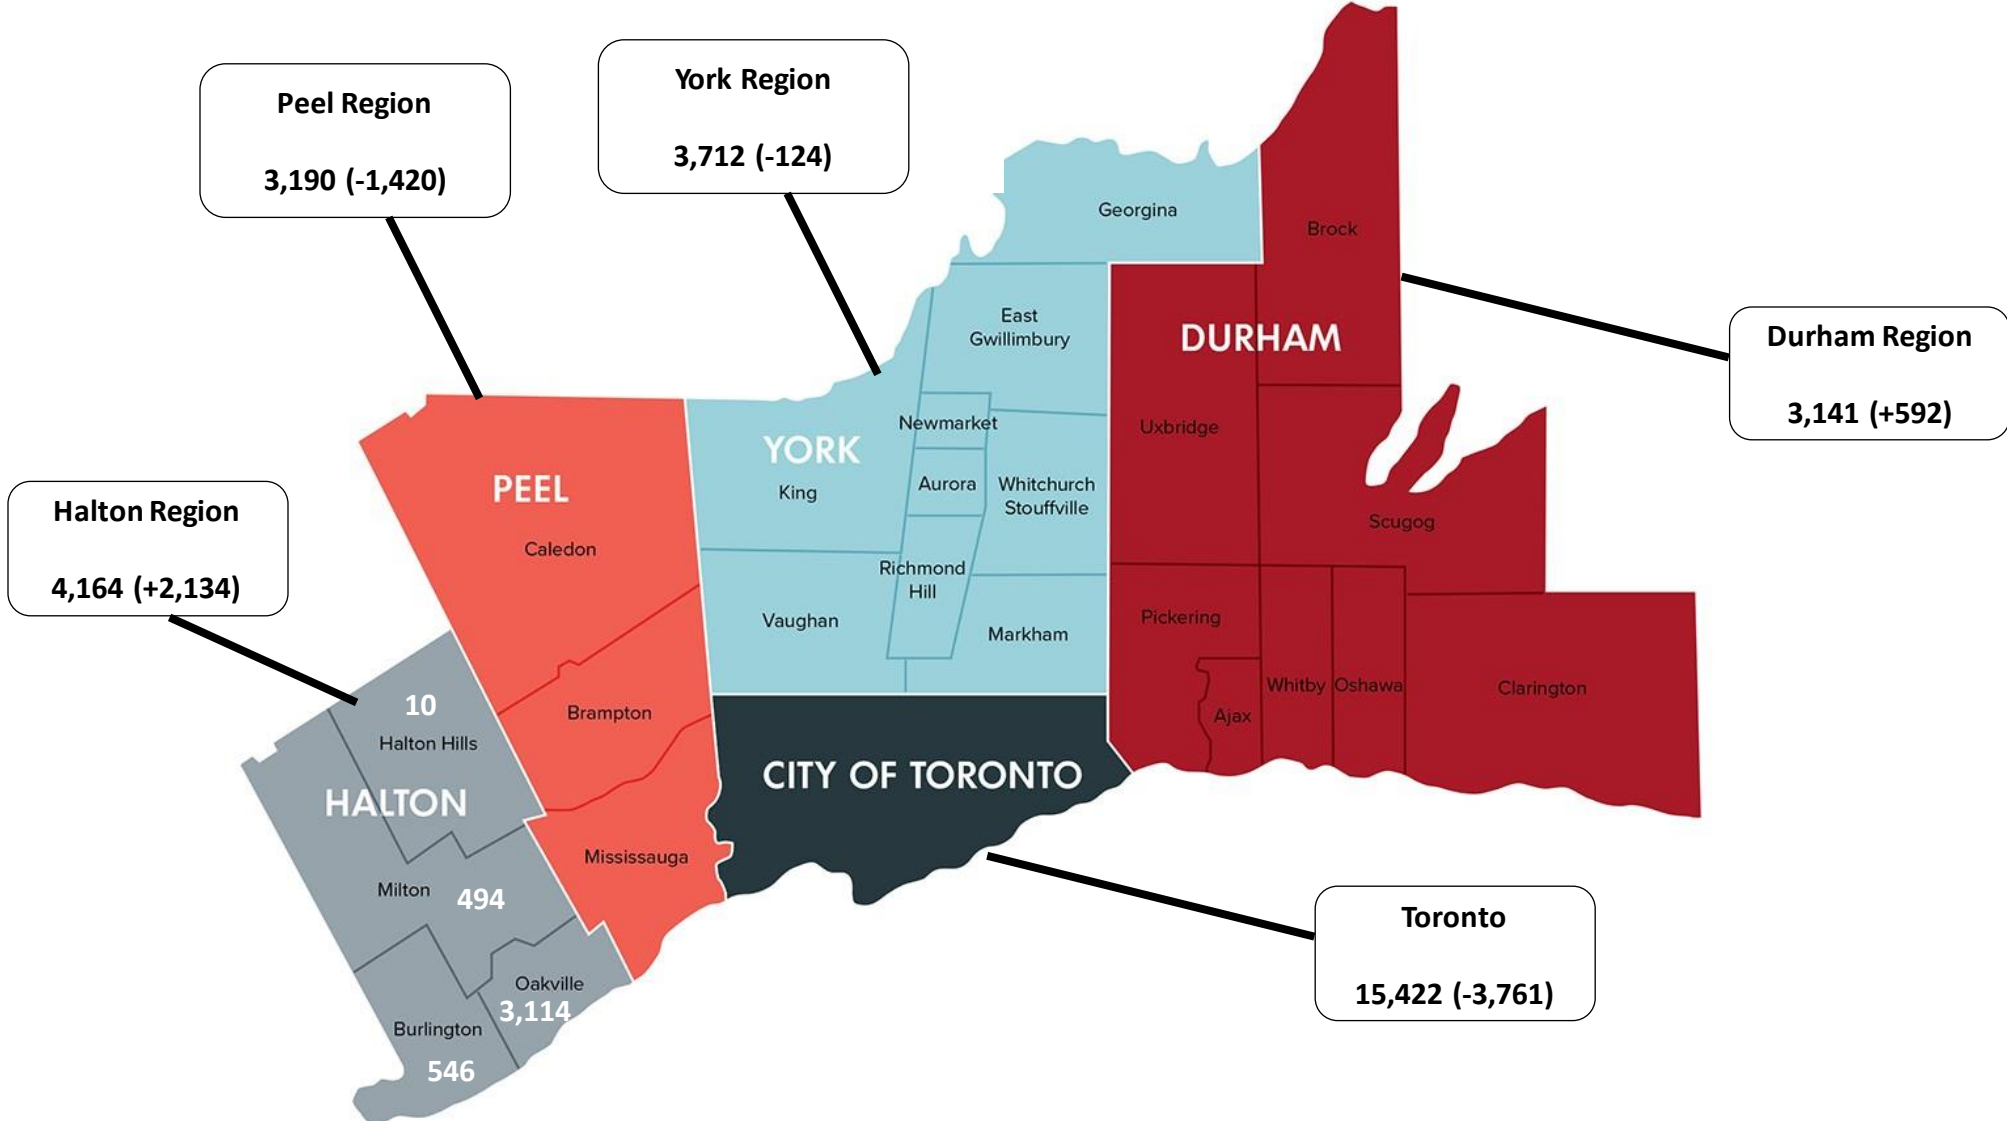 Peel Region
3,190 (-1,420)
York Region
3,712 (-124)
Durham Region
3,141 (+592)
Halton Region
4,164 (+2,134)
Toronto
15,422 (-3,761)
Georgina
Brock
East
Gwillimbury
DURHAM
Newmarket
Uxbridge
YORK
King
Aurora
Whitchurch
Stouffville
Scugog
PEEL
Caledon
Richmond
Hill
Vaughan
Markham
Pickering
Whitby
Oshawa
Clarington
Ajax
Brampton
10
Halton Hills
HALTON
CITY OF TORONTO
Mississauga
Milton
494
Oakville
3,114
Burlington
546